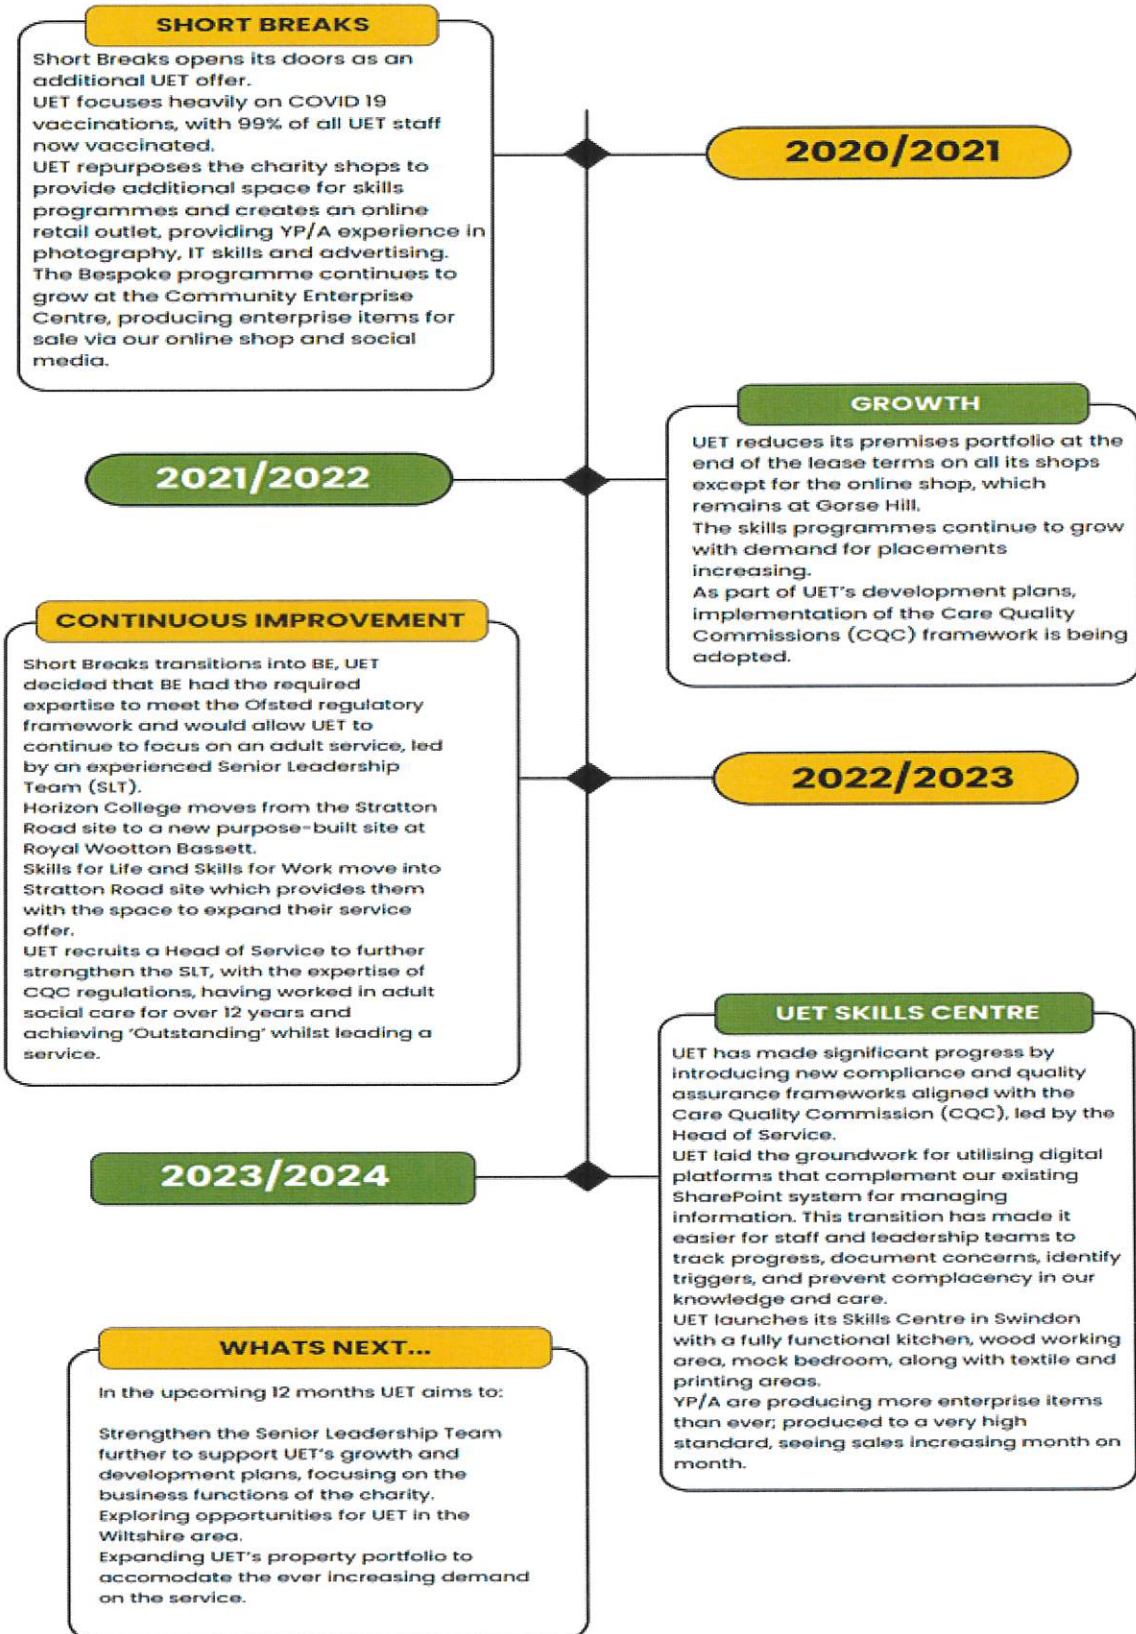 SHORT BREAKS
Short Breaks opens its doors as an
additional UET offer.
UET focuses heavily on COVID 19
vaccinations, with 99% of all UET staff
now vaccinated.
UET repurposes the charity shops to
provide additional space for skills
programmes and creates an online
retail outlet, providing YP/A experience in
photography, IT skills and advertising.
The Bespoke programme continues to
grow at the Community Enterprise
Centre, producing enterprise items for
sale via our online shop and social
media.
2020/2021
GROWTH
UET reduces its premises portfolio at the
end of the lease terms on all its shops
except for the online shop, which
remains at Gorse Hill.
The skills programmes continue to grow
with demand for placements
increasing.
As part of UET's development plans,
implementation of the Care Quality
Commissions (CQC) framework is being
adopted.
2021/2022
CONTINUOUS IMPROVEMENT
Short Breaks transitions into BE, UET
decided that BE had the required
expertise to meet the Ofsted regulatory
framework and would allow UET to
continue to focus on an adult service, led
by an experienced Senior Leadership
Team (SLT).
Horizon College moves from the Stratton
Road site to a new purpose-built site at
Royal Wootton Bassett.
Skills for Life and Skills for Work move into
Stratton Road site which provides them
with the space to expand their service
offer.
UET recruits a Head of Service to further
strengthen the SLT, with the expertise of
CQC regulations, having worked in adult
social care for over 12 years and
achieving 'Outstanding' whilst leading a
service.
2022/2023
UET SKILLS CENTRE
UET has made significant progress by
introducing new compliance and quality
assurance frameworks aligned with the
Care Quality Commission (CQC), led by the
Head of Service.
UET laid the groundwork for utilising digital
platforms that complement our existing
SharePoint system for managing
information. This transition has made it
easier for staff and leadership teams to
track progress, document concerns, identify
triggers, and prevent complacency in our
knowledge and care.
UET launches its Skills Centre in Swindon
with a fully functional kitchen, wood working
area, mock bedroom, along with textile and
printing areas.
YP/A are producing more enterprise items
than ever; produced to a very high
standard, seeing sales increasing month on
month.
2023/2024
WHATS NEXT...
In the upcoming 12 months UET aims to:
Strengthen the Senior Leadership Team
further to support UET's growth and
development plans, focusing on the
business functions of the charity.
Exploring opportunities for UET in the
Wiltshire area.
Expanding UET's property portfolio to
accomodate the ever increasing demand
on the service.